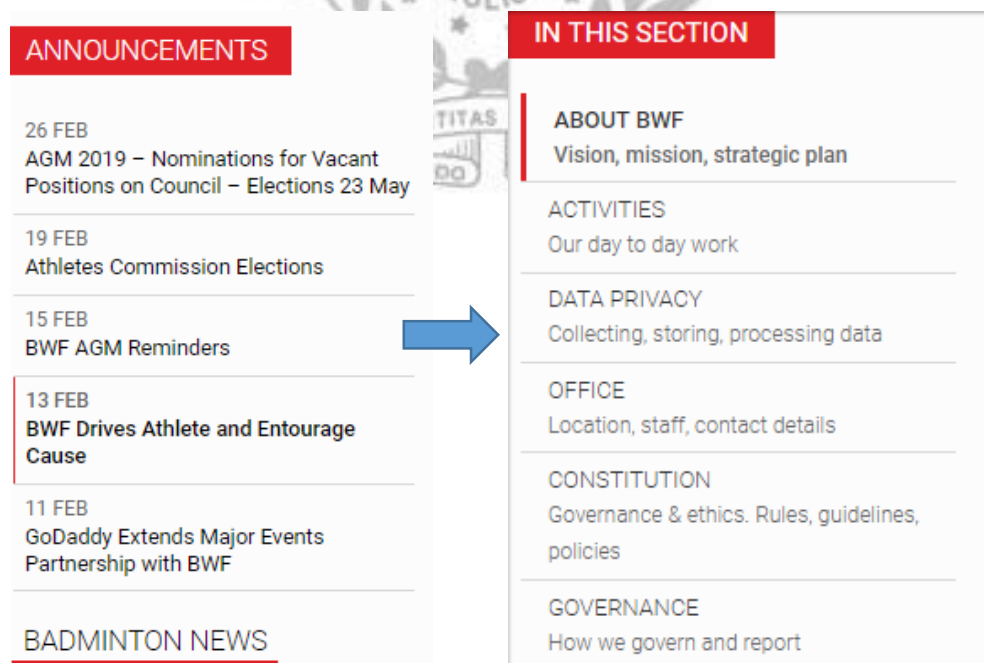 ANNOUNCEMENTS
26 FEB
AGM 2019 – Nominations for Vacant
Positions on Council – Elections 23 May
19 FEB
Athletes Commission Elections
15 FEB
BWF AGM Reminders
13 FEB
BWF Drives Athlete and Entourage
Cause
11 FEB
GoDaddy Extends Major Events
Partnership with BWF
BADMINTON NEWS
TITAS
IN THIS SECTION
ABOUT BWF
Vision, mission, strategic plan
ACTIVITIES
Our day to day work
DATA PRIVACY
Collecting, storing, processing data
OFFICE
Location, staff, contact details
CONSTITUTION
Governance & ethics. Rules, guidelines,
policies
GOVERNANCE
How we govern and report